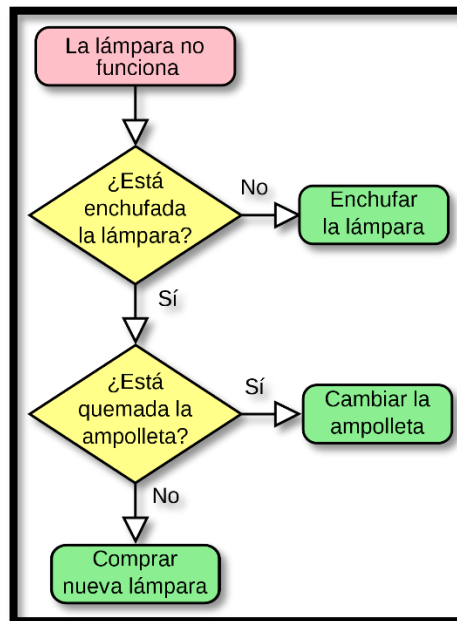 La lámpara no
funciona
¿Está
enchufada
la lámpara?
No
Enchufar
la lámpara
Sí
¿Está
quemada la
ampolleta?
Sí
Cambiar la
ampolleta
No
Comprar
nueva lámpara